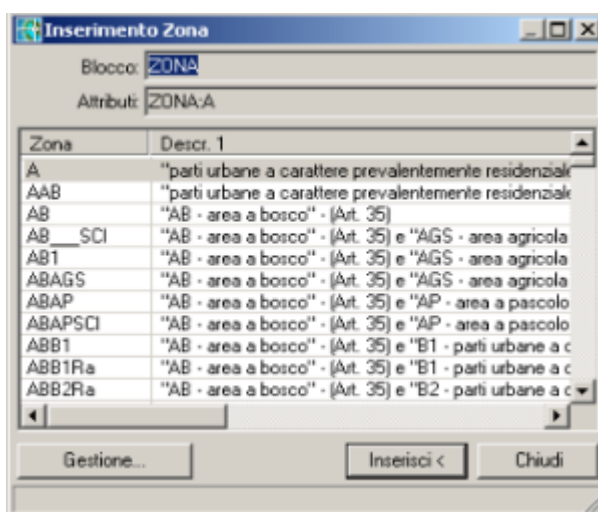 Inserimento Zona
Blocco: ZONA
Attributi: ZONA:A
Zona Descr. 1
A "parti urbane a carattere prevalentemente residenziale
AAB "parti urbane a carattere prevalentemente residenziale
AB "AB - area a bosco" - (Art. 35)
AB___SCI "AB - area a bosco" - (Art. 35) e "AGS - area agricola
AB1 "AB - area a bosco" - (Art. 35) e "AGS - area agricola
ABAGS "AB - area a bosco" - (Art. 35) e "AGS - area agricola
ABAP "AB - area a bosco" - (Art. 35) e "AP - area a pascolo
ABAPSCI "AB - area a bosco" - (Art. 35) e "AP - area a pascolo
ABB1 "AB - area a bosco" - (Art. 35) e "B1 - parti urbane a c
ABB1Ra "AB - area a bosco" - (Art. 35) e "B1 - parti urbane a c
ABB2Ra "AB - area a bosco" - (Art. 35) e "B2 - parti urbane a c
Gestione... Inserisci < Chiudi